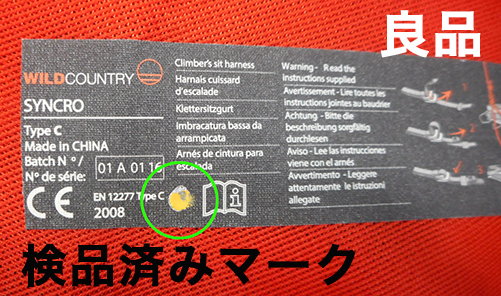 良品
WILDCOUNTRY
SYNCRO
Type C
Made in CHINA
Batch N °/
N° de série:
01 A 01 16
CE
EN 12277 Type C
2008
Climber's sit harness
Harnais cuissard
d'escalade
Klettersitzgurt
Imbracatura bassa da
arrampicata
Arnés de cintura para
escalada
Warning - Read the
instructions supplied
Avertissement - Lire toutes les
instructions jointes au baudrier
Achtung - Bitte die
beschreibung sorgfältig
durchlesen
Aviso - Lee las instrucciones
viene con el arnés
Avvertimento - Leggere
attentamente le istruzioni
allegate
検品済みマーク